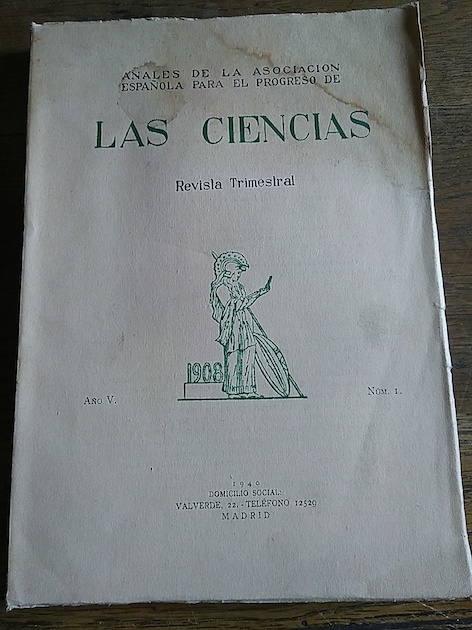 ANALES DE LA ASOCIACION
ESPAÑOLA PARA EL PROGRESO DE
LAS CIENCIAS
Revista Trimestral
1908
AÑO V.
NÚM. 1.
1940
DOMICILIO SOCIAL:
VALVERDE, 22. - TELÉFONO 12529
MADRID